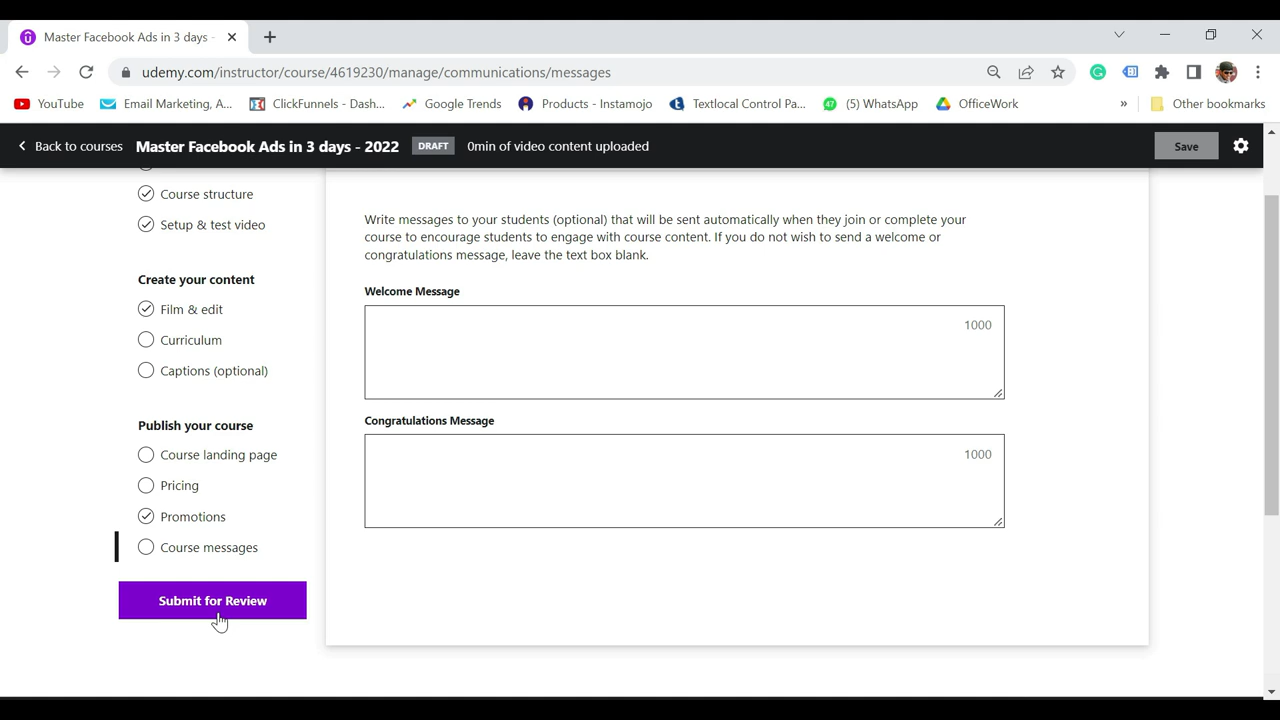 Master Facebook Ads in 3 days -
udemy.com/instructor/course/4619230/manage/communications/messages
YouTube
Email Marketing, A...
ClickFunnels - Dash...
Google Trends
Products - Instamojo
Textlocal Control Pa...
(5) WhatsApp
OfficeWork
»
Other bookmarks
Back to courses
Master Facebook Ads in 3 days - 2022
DRAFT
0min of video content uploaded
Save
Course structure
Setup & test video
Create your content
Film & edit
Curriculum
Captions (optional)
Publish your course
Course landing page
Pricing
Promotions
Course messages
Submit for Review
Write messages to your students (optional) that will be sent automatically when they join or complete your
course to encourage students to engage with course content. If you do not wish to send a welcome or
congratulations message, leave the text box blank.
Welcome Message
1000
Congratulations Message
1000